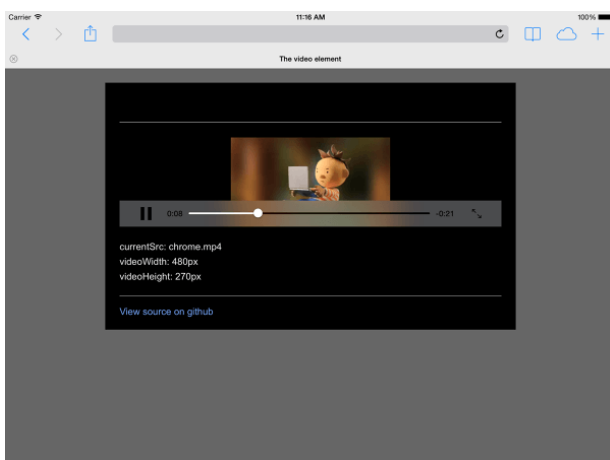 Carrier
11:16 AM
100%
The video element
0:08
-0:21
currentSrc: chrome.mp4
videoWidth: 480px
videoHeight: 270px
View source on github